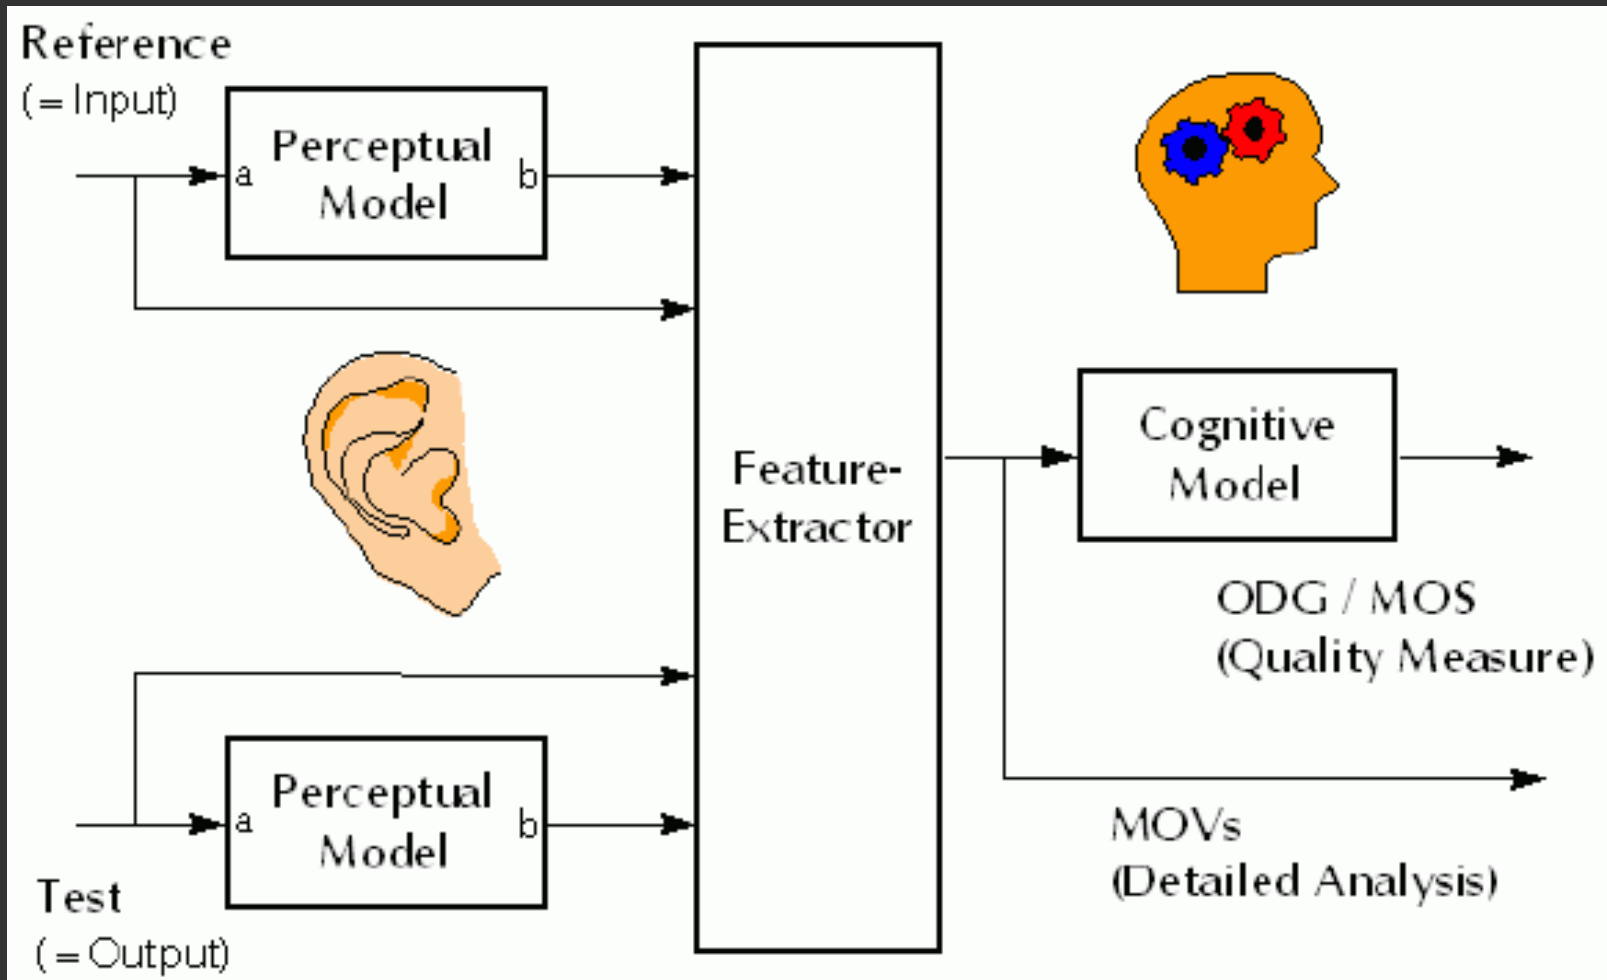 Reference
(= Input)
a
Perceptual
Model
b
Feature-
Extractor
Cognitive
Model
ODG / MOS
(Quality Measure)
a
Perceptual
Model
b
MOVs
(Detailed Analysis)
Test
(= Output)